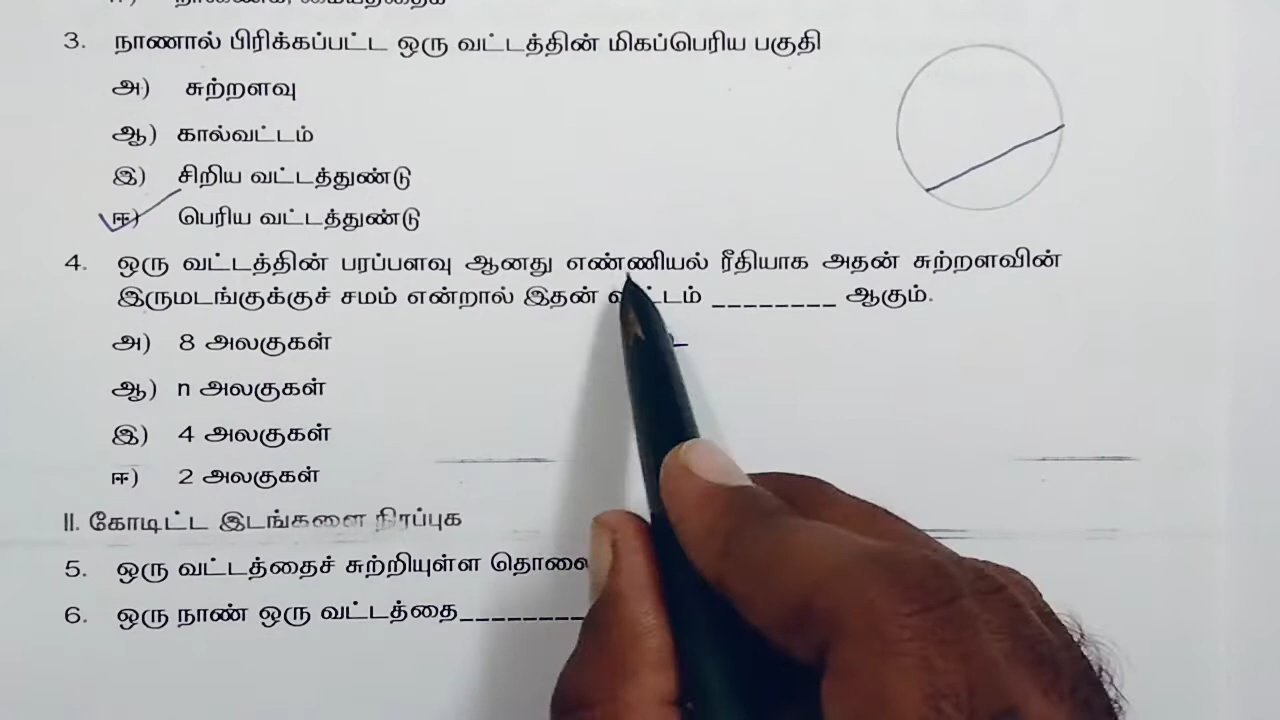 3. நாணால் பிரிக்கப்பட்ட ஒரு வட்டத்தின் மிகப்பெரிய பகுதி
அ) சுற்றளவு
ஆ) கால்வட்டம்
இ) சிறிய வட்டத்துண்டு
ஈ) பெரிய வட்டத்துண்டு
4. ஒரு வட்டத்தின் பரப்பளவு ஆனது எண்ணியல் ரீதியாக அதன் சுற்றளவின்
இருமடங்குக்குச் சமம் என்றால் இதன் ________ ஆகும்.
அ) 8 அலகுகள்
ஆ) n அலகுகள்
இ) 4 அலகுகள்
ஈ) 2 அலகுகள்
II. கோடிட்ட இடங்களை நிரப்புக
5. ஒரு வட்டத்தைச் சுற்றியுள்ள
6. ஒரு நாண் ஒரு வட்டத்தை_________